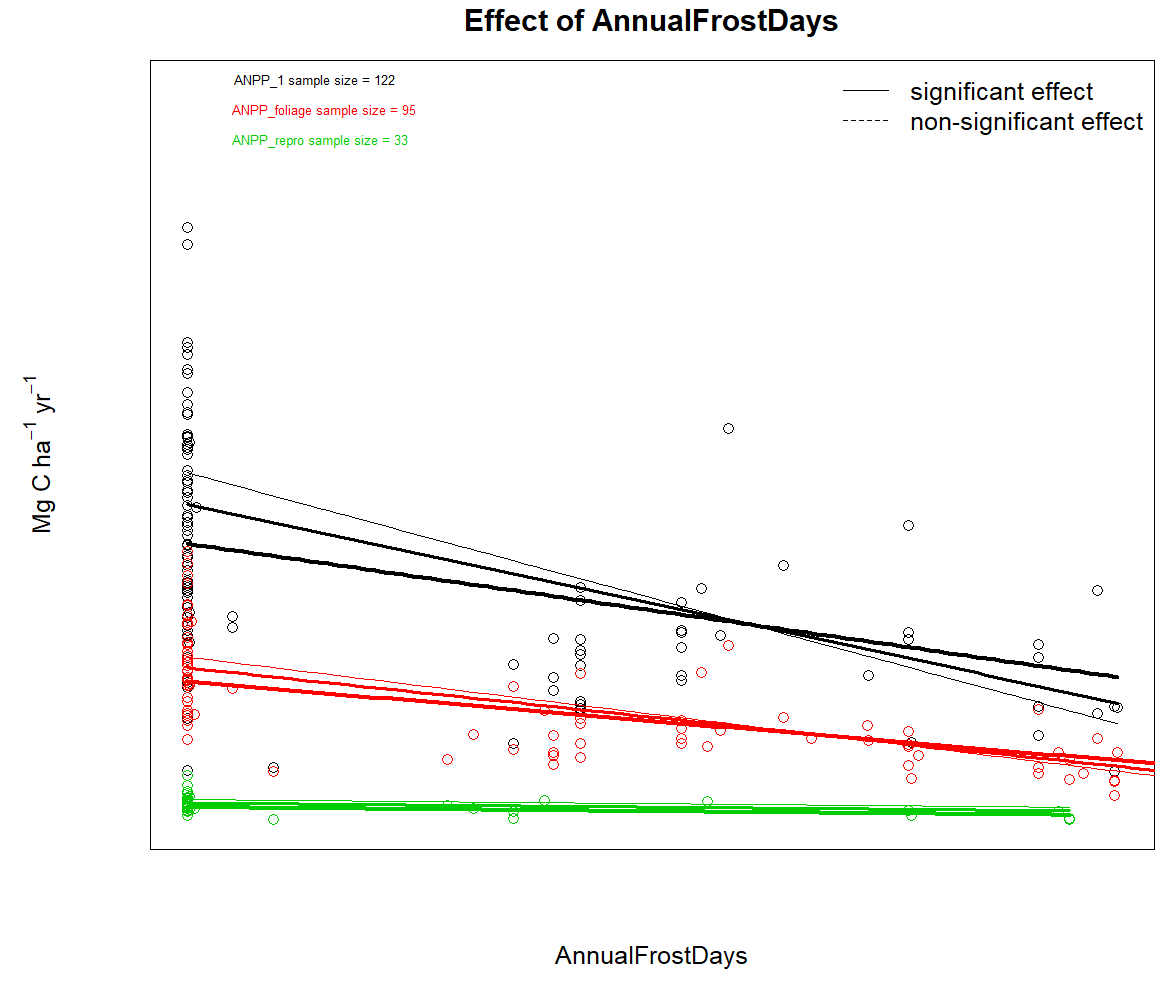 Effect of AnnualFrostDays
ANPP_1 sample size = 122
ANPP_foliage sample size = 95
ANPP_repro sample size = 33
significant effect
non-significant effect
Mg C ha⁻¹ yr⁻¹
AnnualFrostDays